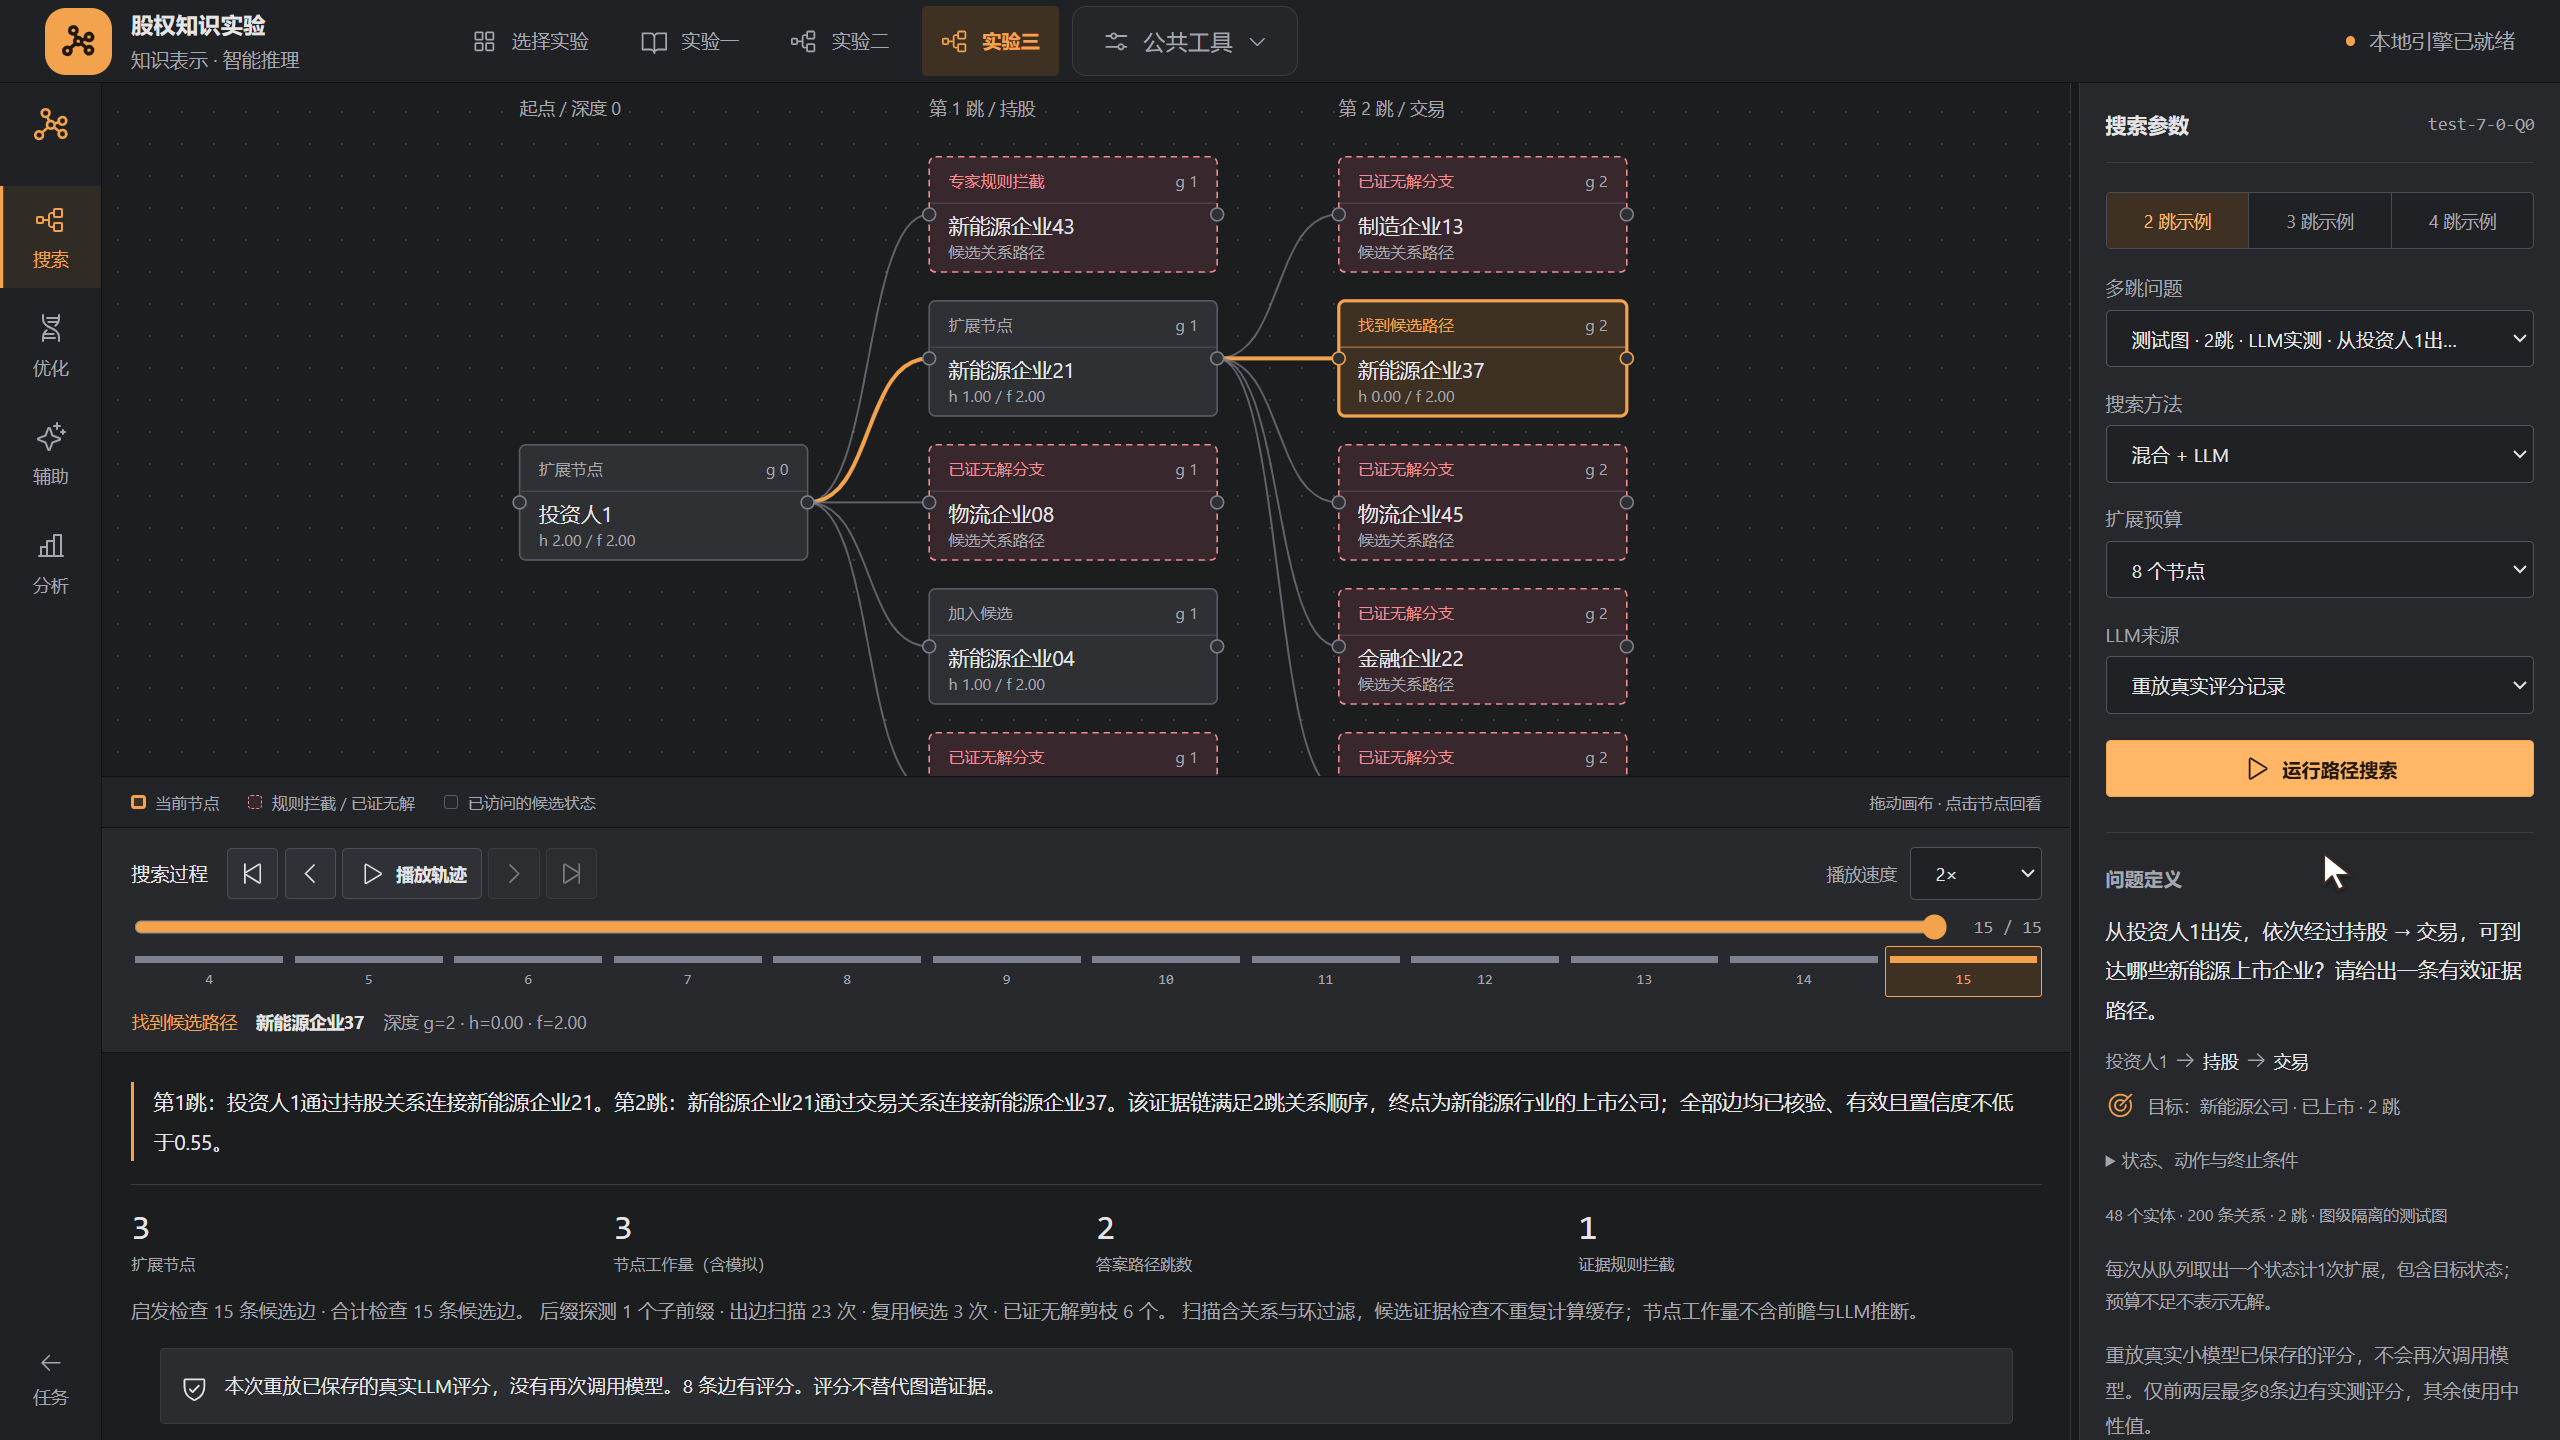 股权知识实验
知识表示 · 智能推理
选择实验
实验一
实验二
实验三
公共工具
本地引擎已就绪
搜索
优化
辅助
分析
任务
起点 / 深度 0
第 1 跳 / 持股
第 2 跳 / 交易
专家规则拦截 g 1
新能源企业43
候选关系路径
已证无解分支 g 2
制造企业13
候选关系路径
扩展节点 g 1
新能源企业21
h 1.00 / f 2.00
找到候选路径 g 2
新能源企业37
h 0.00 / f 2.00
扩展节点 g 0
投资人1
h 2.00 / f 2.00
已证无解分支 g 1
物流企业08
候选关系路径
已证无解分支 g 2
物流企业45
候选关系路径
加入候选 g 1
新能源企业04
h 1.00 / f 2.00
已证无解分支 g 2
金融企业22
候选关系路径
已证无解分支 g 1
已证无解分支 g 2
当前节点
规则拦截 / 已证无解
已访问的候选状态
拖动画布 · 点击节点回看
搜索过程
播放轨迹
播放速度
2×
15 / 15
4 5 6 7 8 9 10 11 12 13 14 15
找到候选路径 新能源企业37 深度 g=2 · h=0.00 · f=2.00
第1跳：投资人1通过持股关系连接新能源企业21。第2跳：新能源企业21通过交易关系连接新能源企业37。该证据链满足2跳关系顺序，终点为新能源行业的上市公司；全部边均已核验、有效且置信度不低
于0.55。
3
扩展节点
3
节点工作量（含模拟）
2
答案路径跳数
1
证据规则拦截
启发检查 15 条候选边 · 合计检查 15 条候选边。 后缀探测 1 个子前缀 · 出边扫描 23 次 · 复用候选 3 次 · 已证无解剪枝 6 个。 扫描含关系与环过滤，候选证据检查不重复计算缓存；节点工作量不含前瞻与LLM推断。
本次重放已保存的真实LLM评分，没有再次调用模型。8 条边有评分。评分不替代图谱证据。
搜索参数
test-7-0-Q0
2 跳示例
3 跳示例
4 跳示例
多跳问题
测试图 · 2跳 · LLM实测 · 从投资人1出...
搜索方法
混合 + LLM
扩展预算
8 个节点
LLM来源
重放真实评分记录
运行路径搜索
问题定义
从投资人1出发，依次经过持股 → 交易，可到
达哪些新能源上市企业？请给出一条有效证据
路径。
投资人1 → 持股 → 交易
目标：新能源公司 · 已上市 · 2 跳
▶ 状态、动作与终止条件
48 个实体 · 200 条关系 · 2 跳 · 图级隔离的测试图
每次从队列取出一个状态计1次扩展，包含目标状态；
预算不足不表示无解。
重放真实小模型已保存的评分，不会再次调用模
型。仅前两层最多8条边有实测评分，其余使用中
性值。